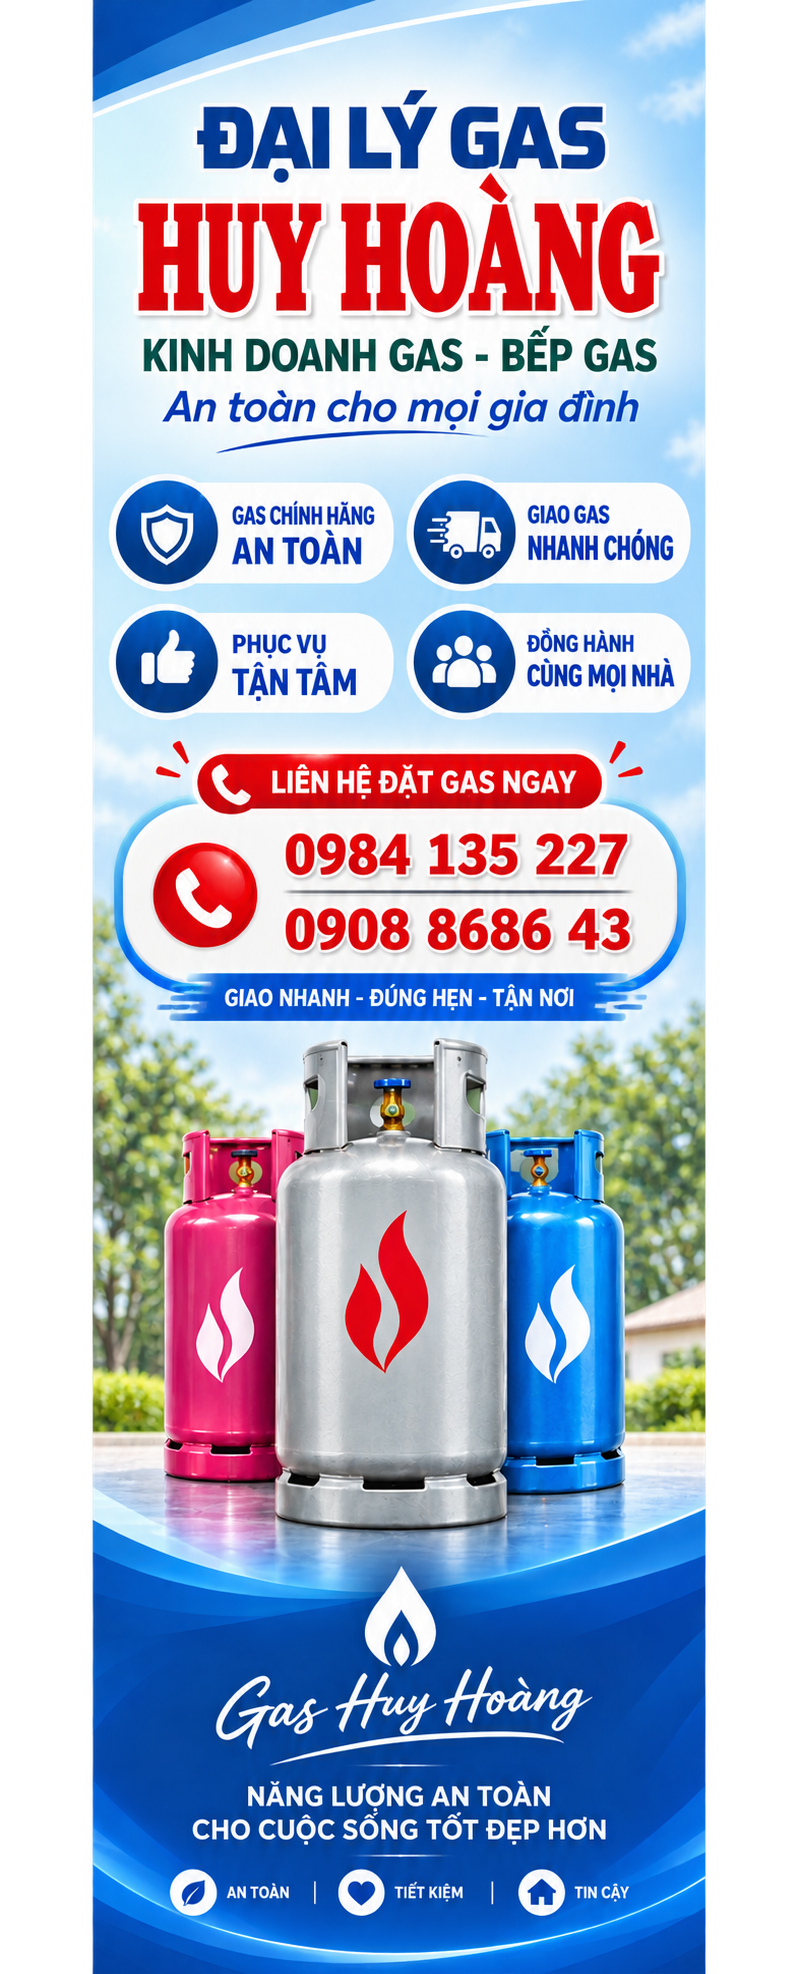 ĐẠI LÝ GAS
HUY HOÀNG
KINH DOANH GAS - BẾP GAS
An toàn cho mọi gia đình
GAS CHÍNH HÃNG
AN TOÀN
GIAO GAS
NHANH CHÓNG
PHỤC VỤ
TẬN TÂM
ĐỒNG HÀNH
CÙNG MỌI NHÀ
LIÊN HỆ ĐẶT GAS NGAY
0984 135 227
0908 8686 43
GIAO NHANH - ĐÚNG HẸN - TẬN NƠI
Gas Huy Hoàng
NĂNG LƯỢNG AN TOÀN
CHO CUỘC SỐNG TỐT ĐẸP HƠN
AN TOÀN | TIẾT KIỆM | TIN CẬY